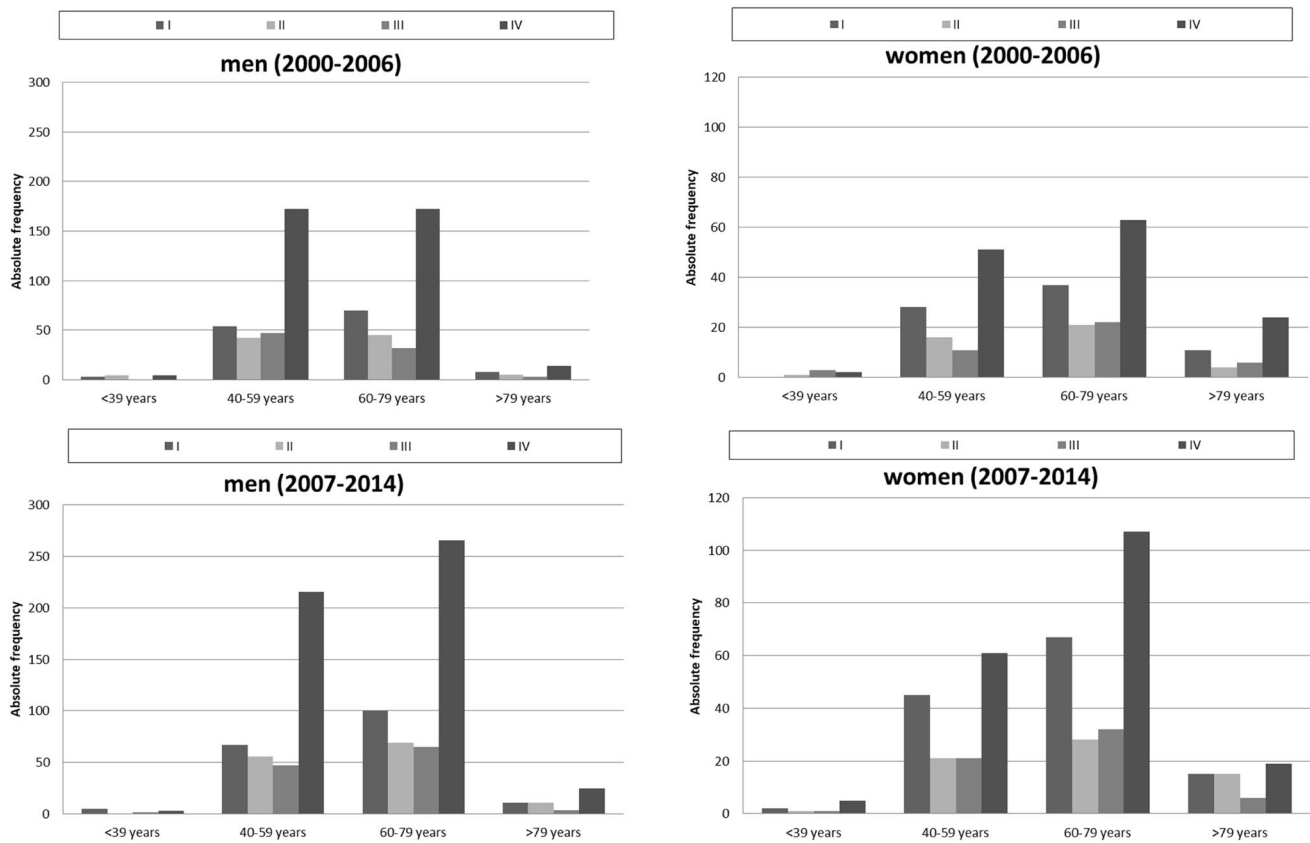 I II III IV
men (2000-2006)
300
250
200
150
100
50
0
Absolute frequency
<39 years 40-59 years 60-79 years >79 years
I II III IV
women (2000-2006)
120
100
80
60
40
20
0
Absolute frequency
<39 years 40-59 years 60-79 years >79 years
I II III IV
men (2007-2014)
300
250
200
150
100
50
0
Absolute frequency
<39 years 40-59 years 60-79 years >79 years
I II III IV
women (2007-2014)
120
100
80
60
40
20
0
Absolute frequency
<39 years 40-59 years 60-79 years >79 years